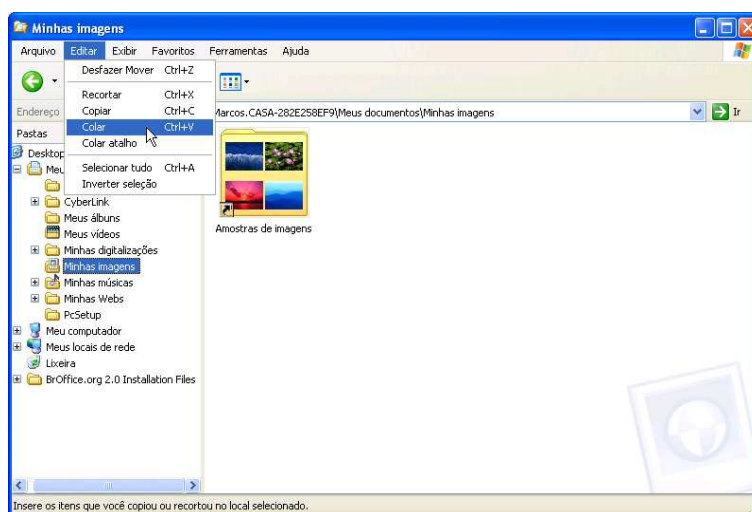 Minhas imagens
Arquivo Editar Exibir Favoritos Ferramentas Ajuda
Desfazer Mover Ctrl+Z
Recortar Ctrl+X
Copiar Ctrl+C
Colar Ctrl+V
Colar atalho
Selecionar tudo Ctrl+A
Inverter seleção
Endereço Marcos.CASA-282E258EF9\Meus documentos\Minhas imagens Ir
Pastas
Desktop
Meu
CyberLink
Meus álbuns
Meus vídeos
Minhas digitalizações
Minhas imagens
Minhas músicas
Minhas Webs
PcSetup
Meu computador
Meus locais de rede
Lixeira
BrOffice.org 2.0 Installation Files
Amostras de imagens
Insere os itens que você copiou ou recortou no local selecionado.